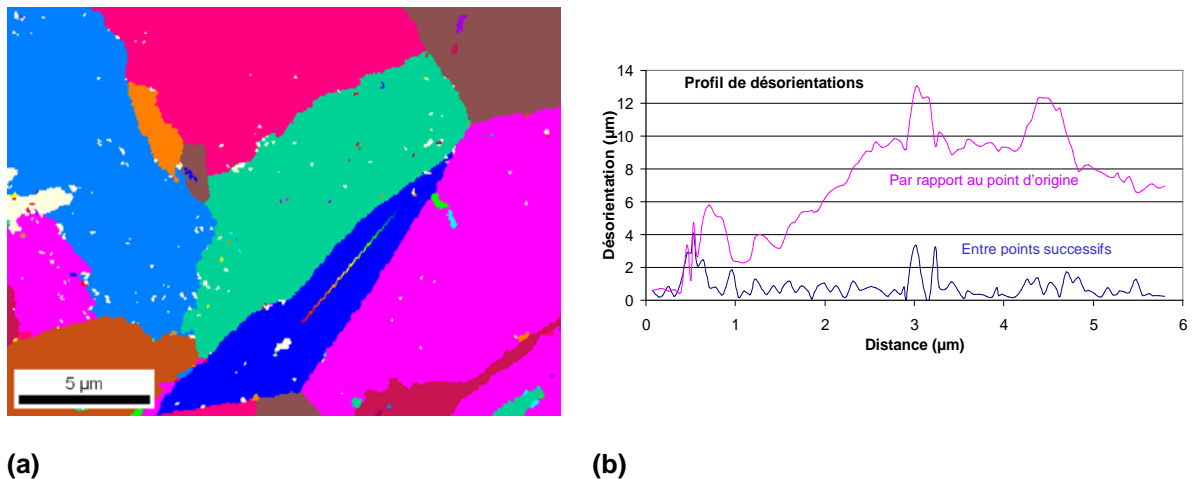 5 µm
Profil de désorientations
Désorientation (µm)
14
12
10
8
6
4
2
0
Par rapport au point d'origine
Entre points successifs
0 1 2 3 4 5 6
Distance (µm)
(a) (b)